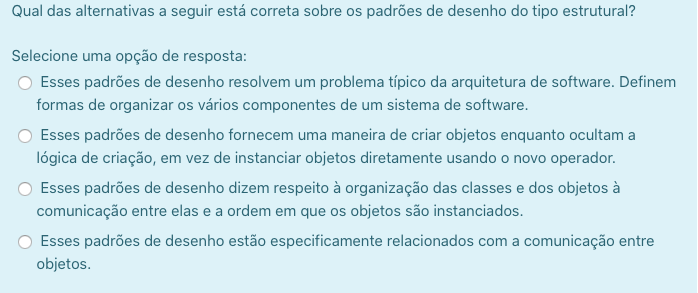 Qual das alternativas a seguir está correta sobre os padrões de desenho do tipo estrutural?
Selecione uma opção de resposta:
Esses padrões de desenho resolvem um problema típico da arquitetura de software. Definem
formas de organizar os vários componentes de um sistema de software.
Esses padrões de desenho fornecem uma maneira de criar objetos enquanto ocultam a
lógica de criação, em vez de instanciar objetos diretamente usando o novo operador.
Esses padrões de desenho dizem respeito à organização das classes e dos objetos à
comunicação entre elas e a ordem em que os objetos são instanciados.
Esses padrões de desenho estão especificamente relacionados com a comunicação entre
objetos.